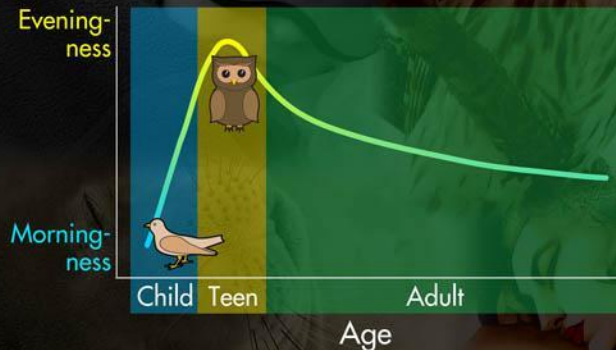 Evening-
ness
Morning-
ness
Child Teen Adult
Age